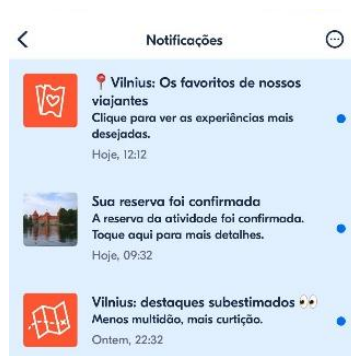 Notificações
📍 Vilnius: Os favoritos de nossos
viajantes
Clique para ver as experiências mais
desejadas.
Hoje, 12:12
Sua reserva foi confirmada
A reserva da atividade foi confirmada.
Toque aqui para mais detalhes.
Hoje, 09:32
Vilnius: destaques subestimados 👀
Menos multidão, mais curtição.
Ontem, 22:32